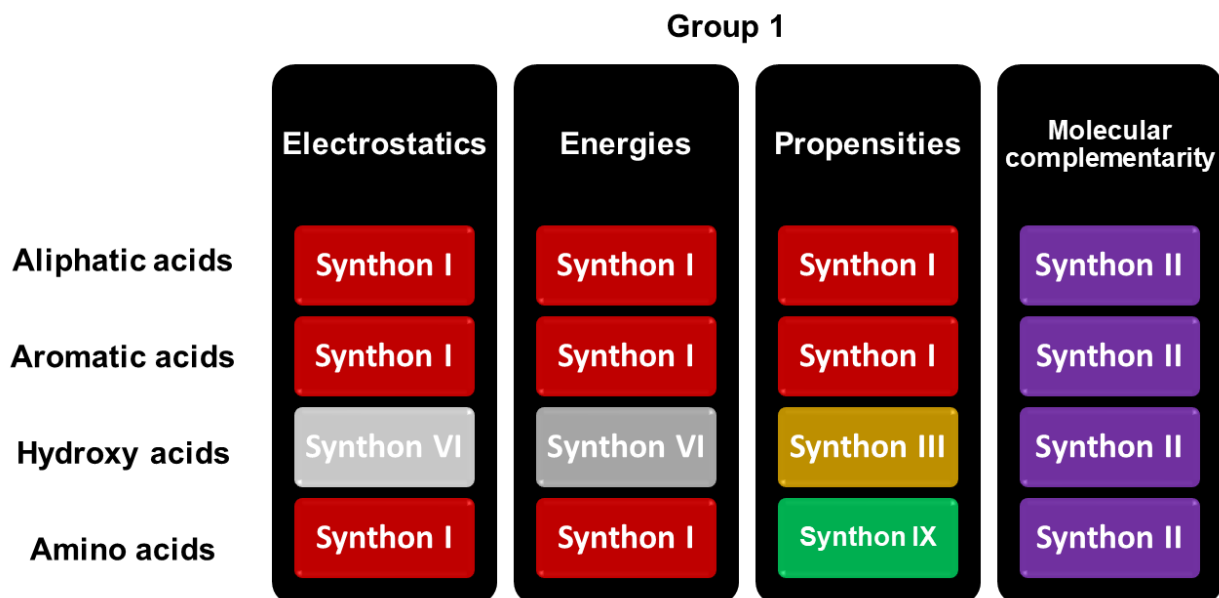 Group 1
Electrostatics
Energies
Propensities
Molecular
complementarity
Aliphatic acids
Synthon I
Synthon I
Synthon I
Synthon II
Aromatic acids
Synthon I
Synthon I
Synthon I
Synthon II
Hydroxy acids
Synthon VI
Synthon VI
Synthon III
Synthon II
Amino acids
Synthon I
Synthon I
Synthon IX
Synthon II